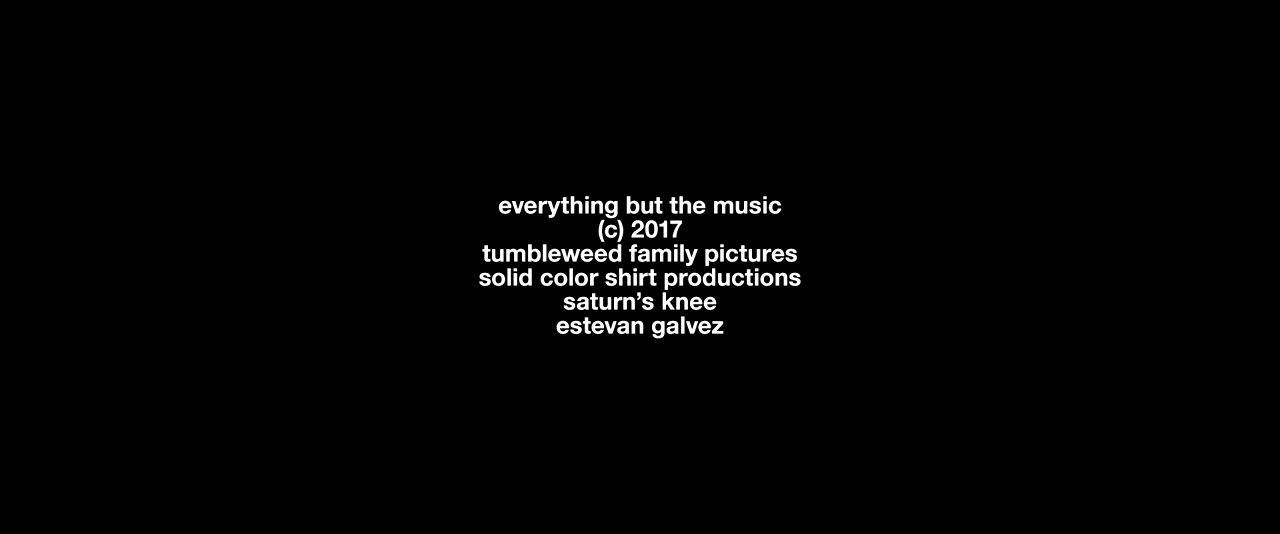 everything but the music
(c) 2017
tumbleweed family pictures
solid color shirt productions
saturn’s knee
estevan galvez